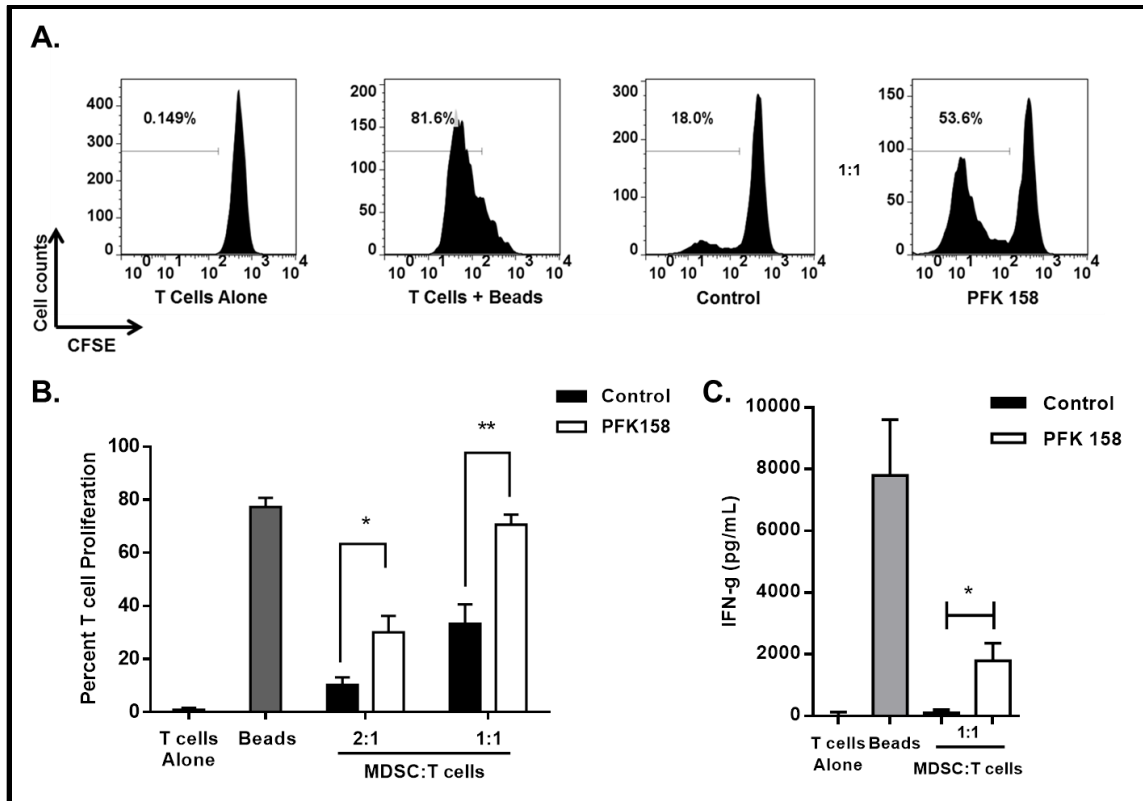 A.
0.149%
400
300
200
100
0
0 10 1 10 2 10 3 10 4
10 10 10 10 10
T Cells Alone
81.6%
200
150
100
50
0
10 0 10 1 10 2 10 3 10 4
T Cells + Beads
18.0%
300
200
100
0
10 0 10 1 10 2 10 3 10 4
Control
1:1
53.6%
150
100
50
0
10 0 10 1 10 2 10 3 10 4
PFK 158
Cell counts
CFSE
B.
Control
PFK158
Percent T cell Proliferation
100
80
60
40
20
0
*
**
T cells Alone
Beads
2:1
1:1
MDSC:T cells
C.
Control
PFK 158
IFN-g (pg/mL)
10000
8000
6000
4000
2000
0
*
T cells
Alone
Beads
1:1
MDSC:T cells